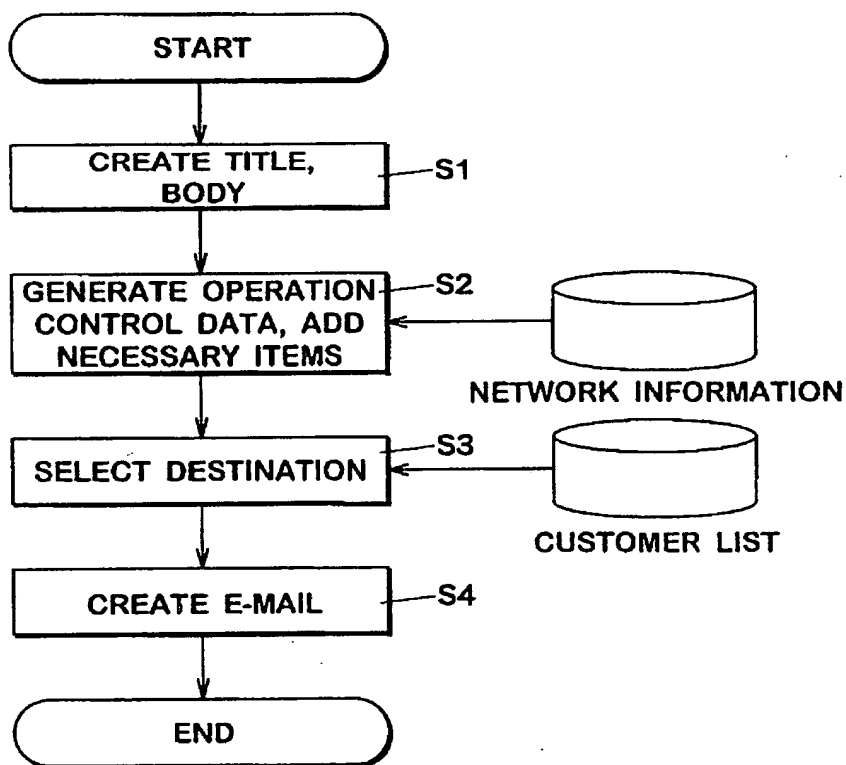 START
CREATE TITLE,
BODY
S1
GENERATE OPERATION
CONTROL DATA, ADD
NECESSARY ITEMS
S2
NETWORK INFORMATION
SELECT DESTINATION
S3
CUSTOMER LIST
CREATE E-MAIL
S4
END